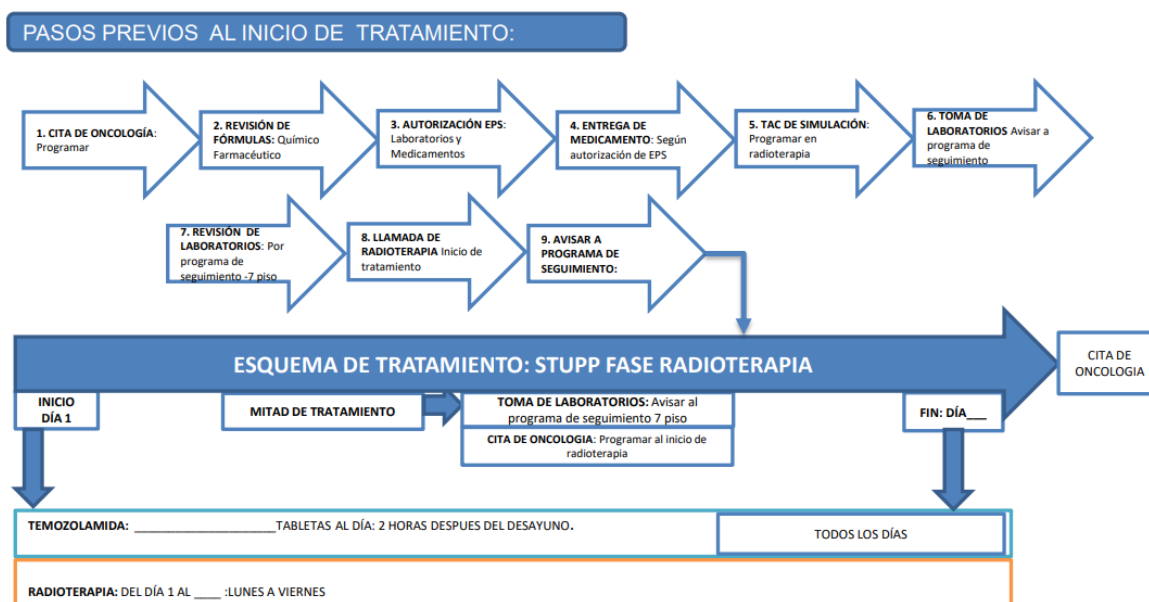 PASOS PREVIOS AL INICIO DE TRATAMIENTO:
1. CITA DE ONCOLOGÍA:
Programar
2. REVISIÓN DE
FÓRMULAS: Químico
Farmacéutico
3. AUTORIZACIÓN EPS:
Laboratorios y
Medicamentos
4. ENTREGA DE
MEDICAMENTO: Según
autorización de EPS
5. TAC DE SIMULACIÓN:
Programar en
radioterapia
6. TOMA DE
LABORATORIOS Avisar a
programa de
seguimiento
7. REVISIÓN DE
LABORATORIOS: Por
programa de
seguimiento -7 piso
8. LLAMADA DE
RADIOTERAPIA Inicio de
tratamiento
9. AVISAR A
PROGRAMA DE
SEGUIMIENTO:
ESQUEMA DE TRATAMIENTO: STUPP FASE RADIOTERAPIA
CITA DE
ONCOLOGIA
INICIO
DÍA 1
MITAD DE TRATAMIENTO
TOMA DE LABORATORIOS: Avisar al
programa de seguimiento 7 piso
CITA DE ONCOLOGIA: Programar al inicio de
radioterapia
FIN: DÍA___
TEMOZOLAMIDA: _____________________TABLETAS AL DÍA: 2 HORAS DESPUES DEL DESAYUNO.
TODOS LOS DÍAS
RADIOTERAPIA: DEL DÍA 1 AL ____ :LUNES A VIERNES